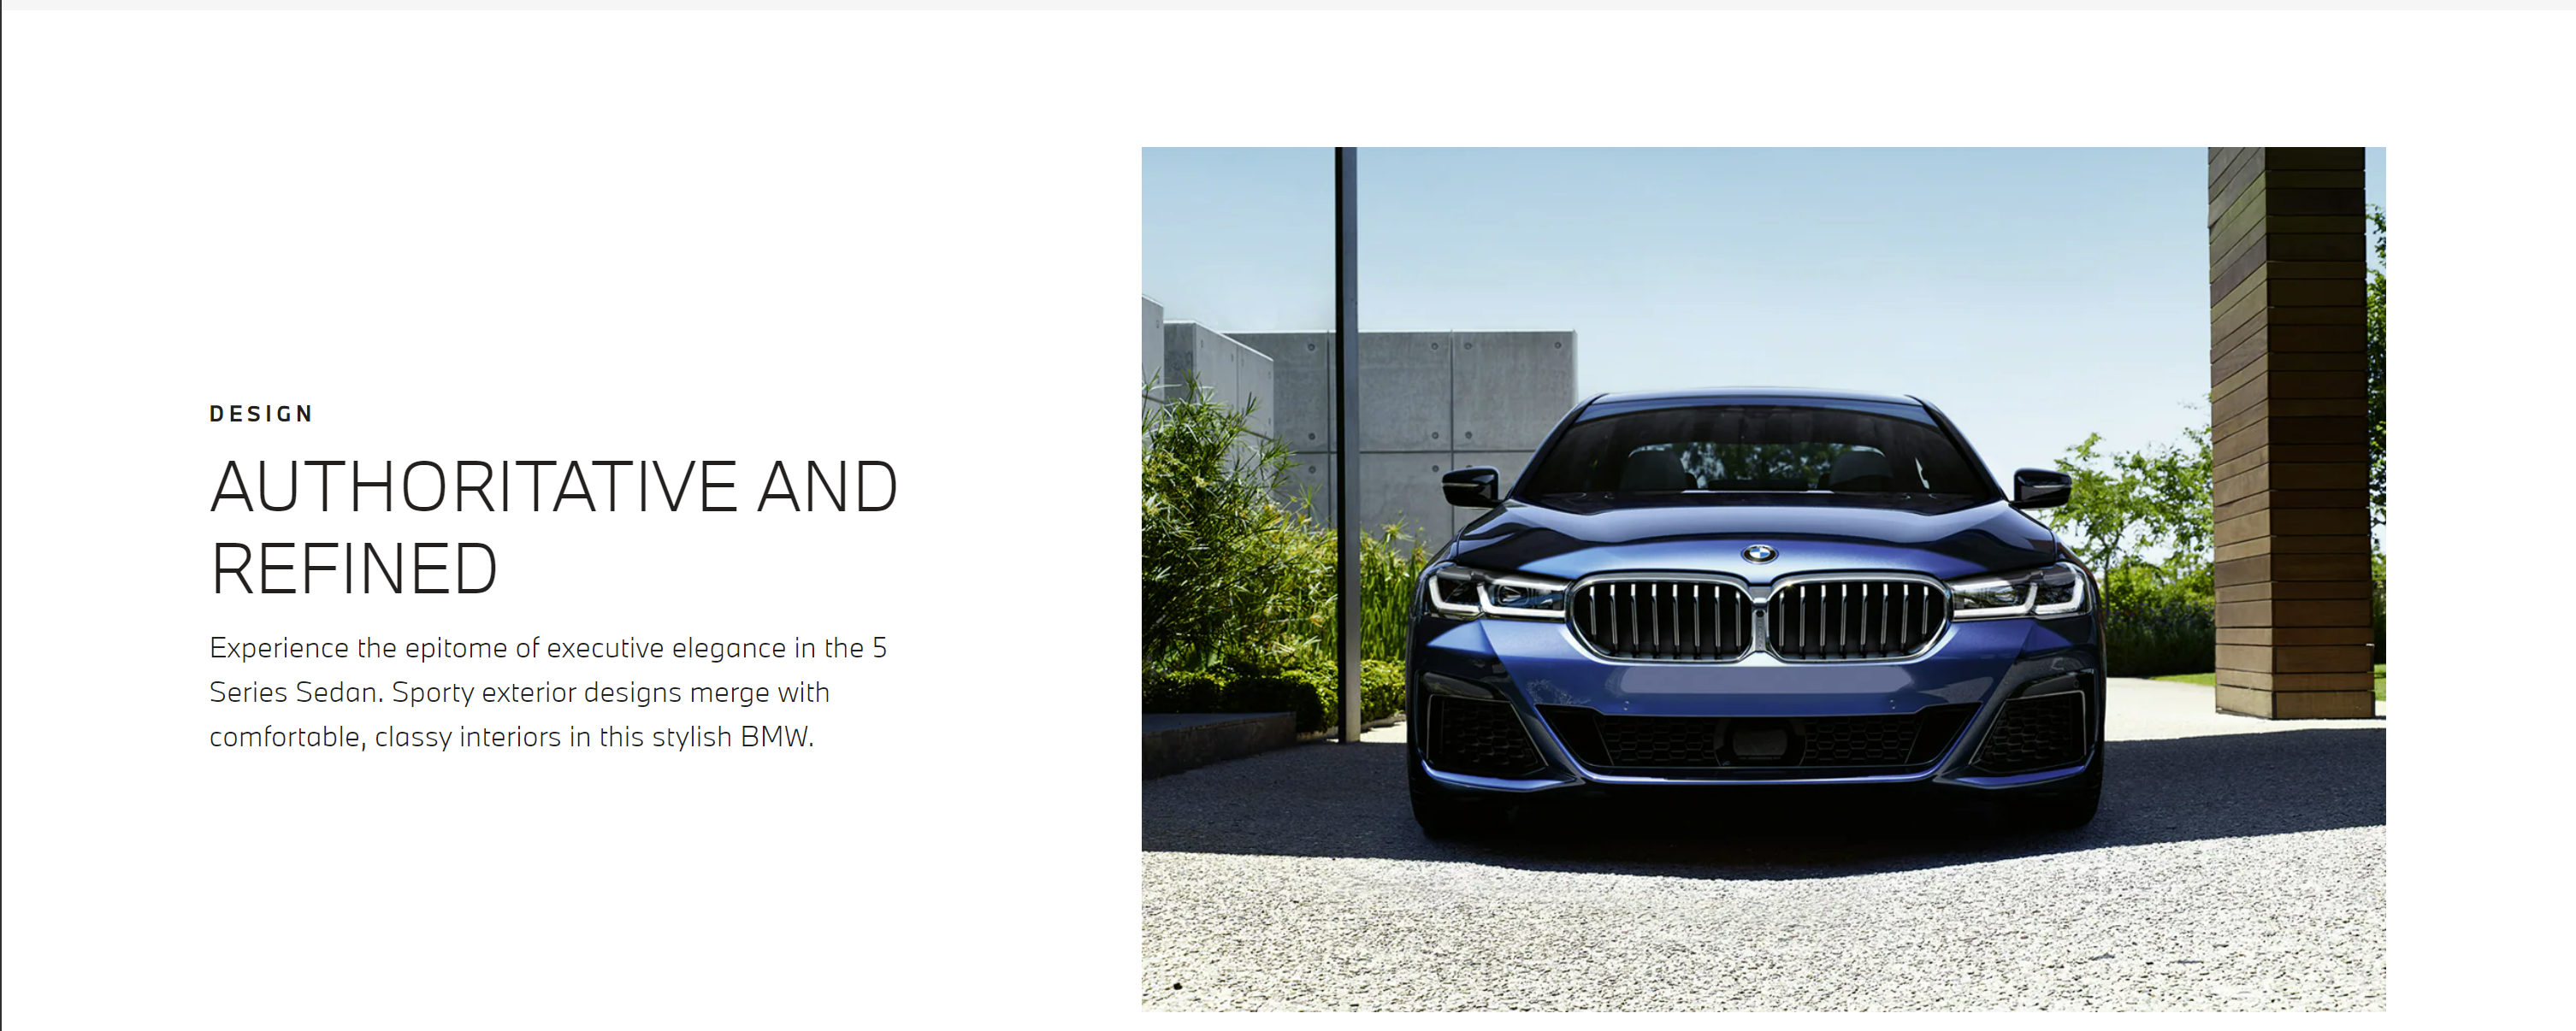 DESIGN
AUTHORITATIVE AND
REFINED
Experience the epitome of executive elegance in the 5
Series Sedan. Sporty exterior designs merge with
comfortable, classy interiors in this stylish BMW.